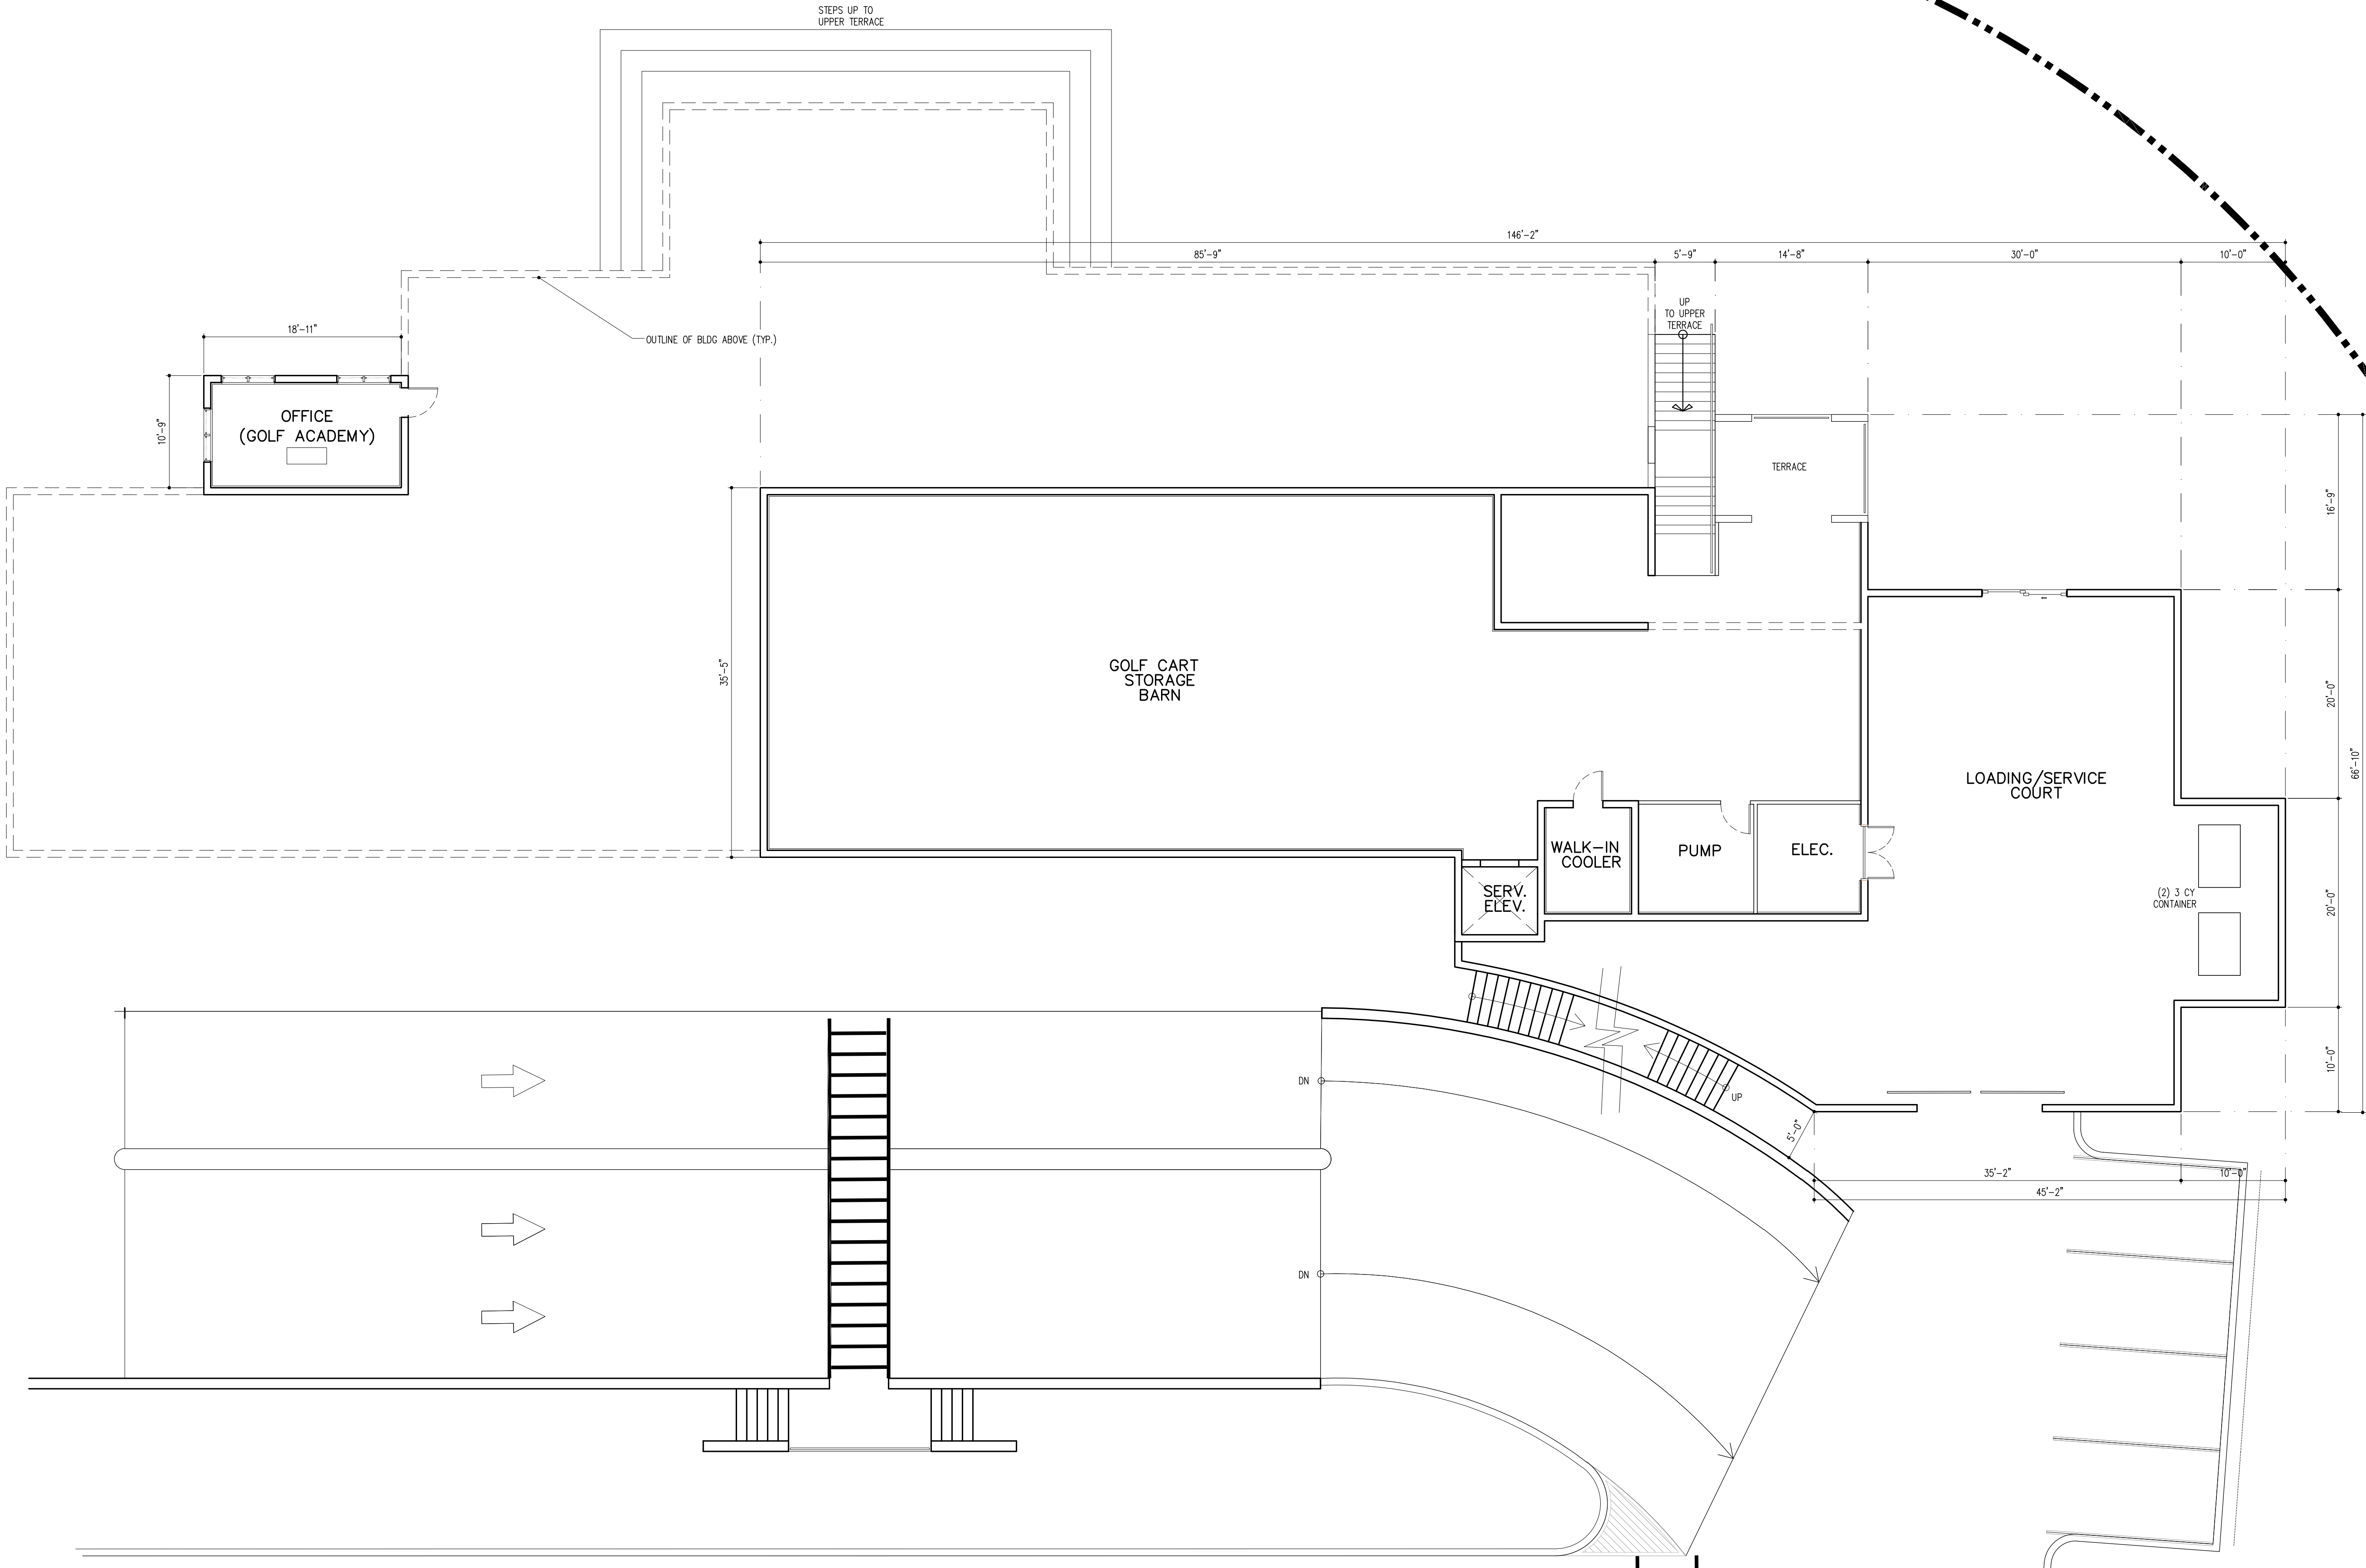 STEPS UP TO
UPPER TERRACE
146'-2"
85'-9"
5'-9"
14'-8"
30'-0"
10'-0"
UP
TO UPPER
TERRACE
18'-11"
OUTLINE OF BLDG ABOVE (TYP.)
10'-9"
OFFICE
(GOLF ACADEMY)
TERRACE
16'-9"
35'-5"
GOLF CART
STORAGE
BARN
20'-0"
66'-10"
LOADING/SERVICE
COURT
WALK-IN
COOLER
PUMP
ELEC.
SERV.
ELEV.
(2) 3 CY
CONTAINER
20'-0"
10'-0"
DN
UP
5'-0"
35'-2"
10'-0"
45'-2"
DN